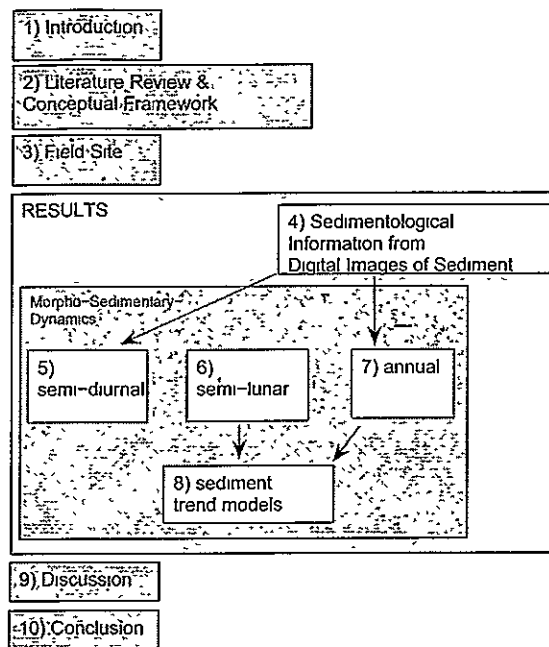 1) Introduction
2) Literature Review &
Conceptual Framework
3) Field Site
RESULTS
4) Sedimentological
Information from
Digital Images of Sediment
Morpho-Sedimentary-
Dynamics
5)
semi-diurnal
6)
semi-lunar
7) annual
8) sediment
trend models
9) Discussion
10) Conclusion